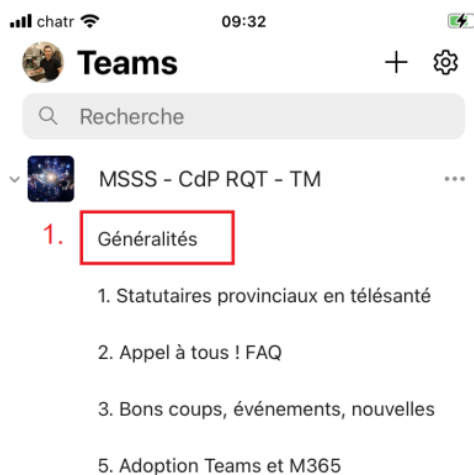 chatr 09:32
Teams
Recherche
MSSS - CdP RQT - TM
1. Généralités
1. Statutaires provinciaux en télésanté
2. Appel à tous ! FAQ
3. Bons coups, événements, nouvelles
5. Adoption Teams et M365